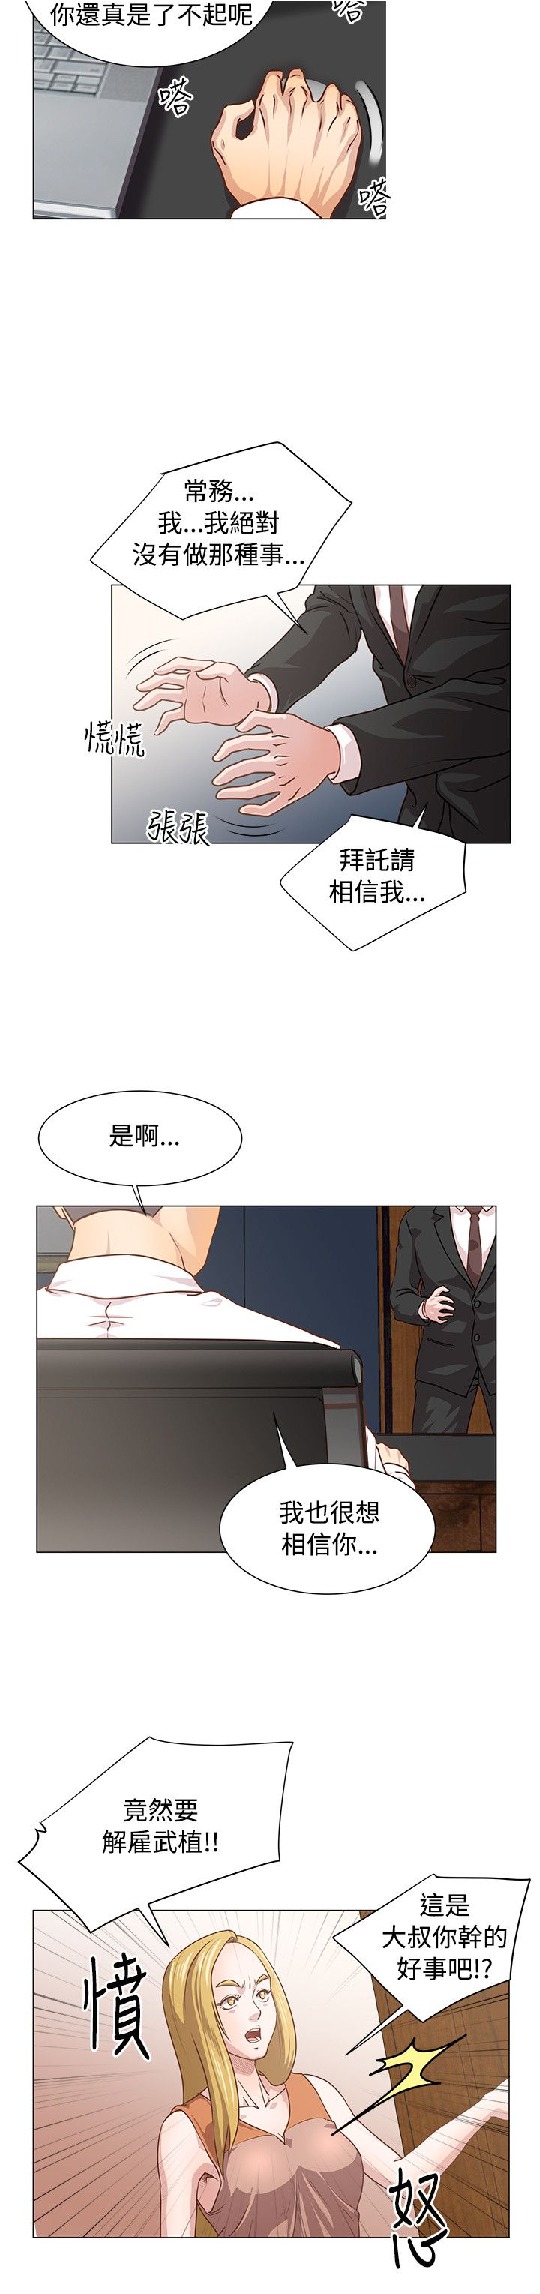 你還真是了不起呢
嗒
嗒
嗒
常務...
我...我絕對
沒有做那種事...
慌慌
張張
拜託請
相信我...
是啊...
我也很想
相信你...
竟然要
解雇武植!!
這是
大叔你幹的
好事吧!?
憤
怒